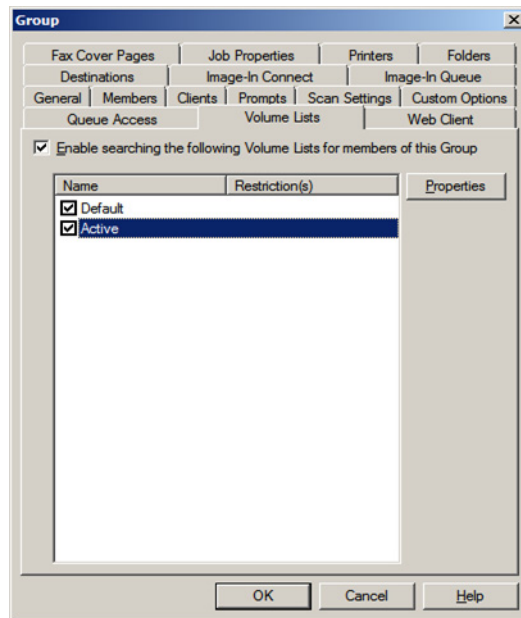 Group
Fax Cover Pages Job Properties Printers Folders
Destinations Image-In Connect Image-In Queue
General Members Clients Prompts Scan Settings Custom Options
Queue Access Volume Lists Web Client
Enable searching the following Volume Lists for members of this Group
Name Restriction(s) Properties
Default
Active
OK Cancel Help